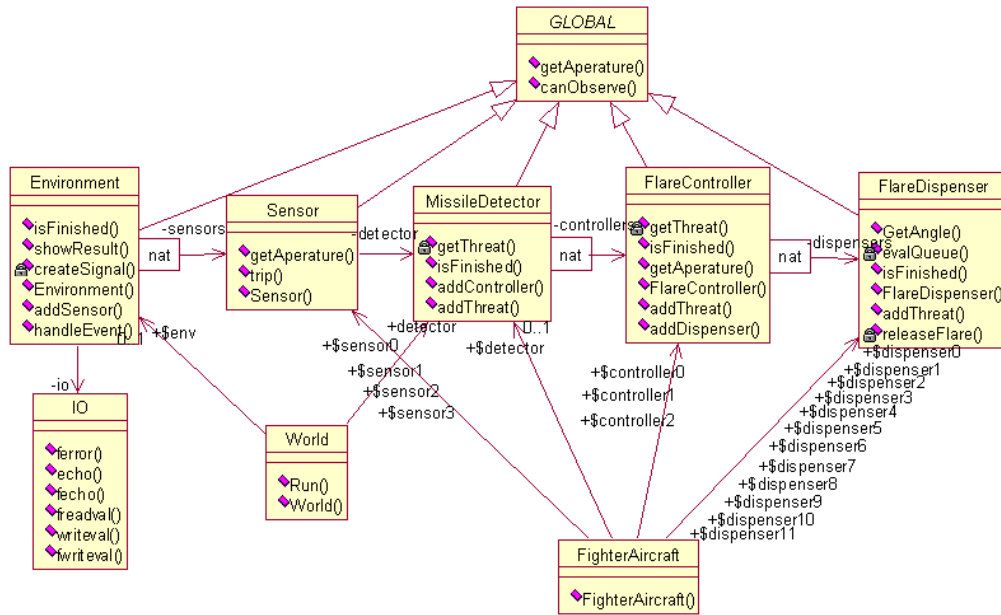 GLOBAL
getAperature()
canObserve()
Environment
isFinished()
showResult()
createSignal()
Environment()
addSensor()
handleEvent()
-sensors
nat
Sensor
getAperature()
trip()
Sensor()
-detector
MissileDetector
getThreat()
isFinished()
addController()
addThreat()
-controllers
nat
FlareController
getThreat()
isFinished()
getAperature()
FlareController()
addThreat()
addDispenser()
-dispensers
nat
FlareDispenser
GetAngle()
evalQueue()
isFinished()
FlareDispenser()
addThreat()
releaseFlare()
0..1
+$env
+detector
0..1
+$detector
+$sensor0
+$sensor1
+$sensor2
+$sensor3
+$controller0
+$controller1
+$controller2
+$dispenser0
+$dispenser1
+$dispenser2
+$dispenser3
+$dispenser4
+$dispenser5
+$dispenser6
+$dispenser7
+$dispenser8
+$dispenser9
+$dispenser10
+$dispenser11
-io
IO
ferror()
echo()
fecho()
freadval()
writeval()
fwriteval()
World
Run()
World()
FighterAircraft
FighterAircraft()